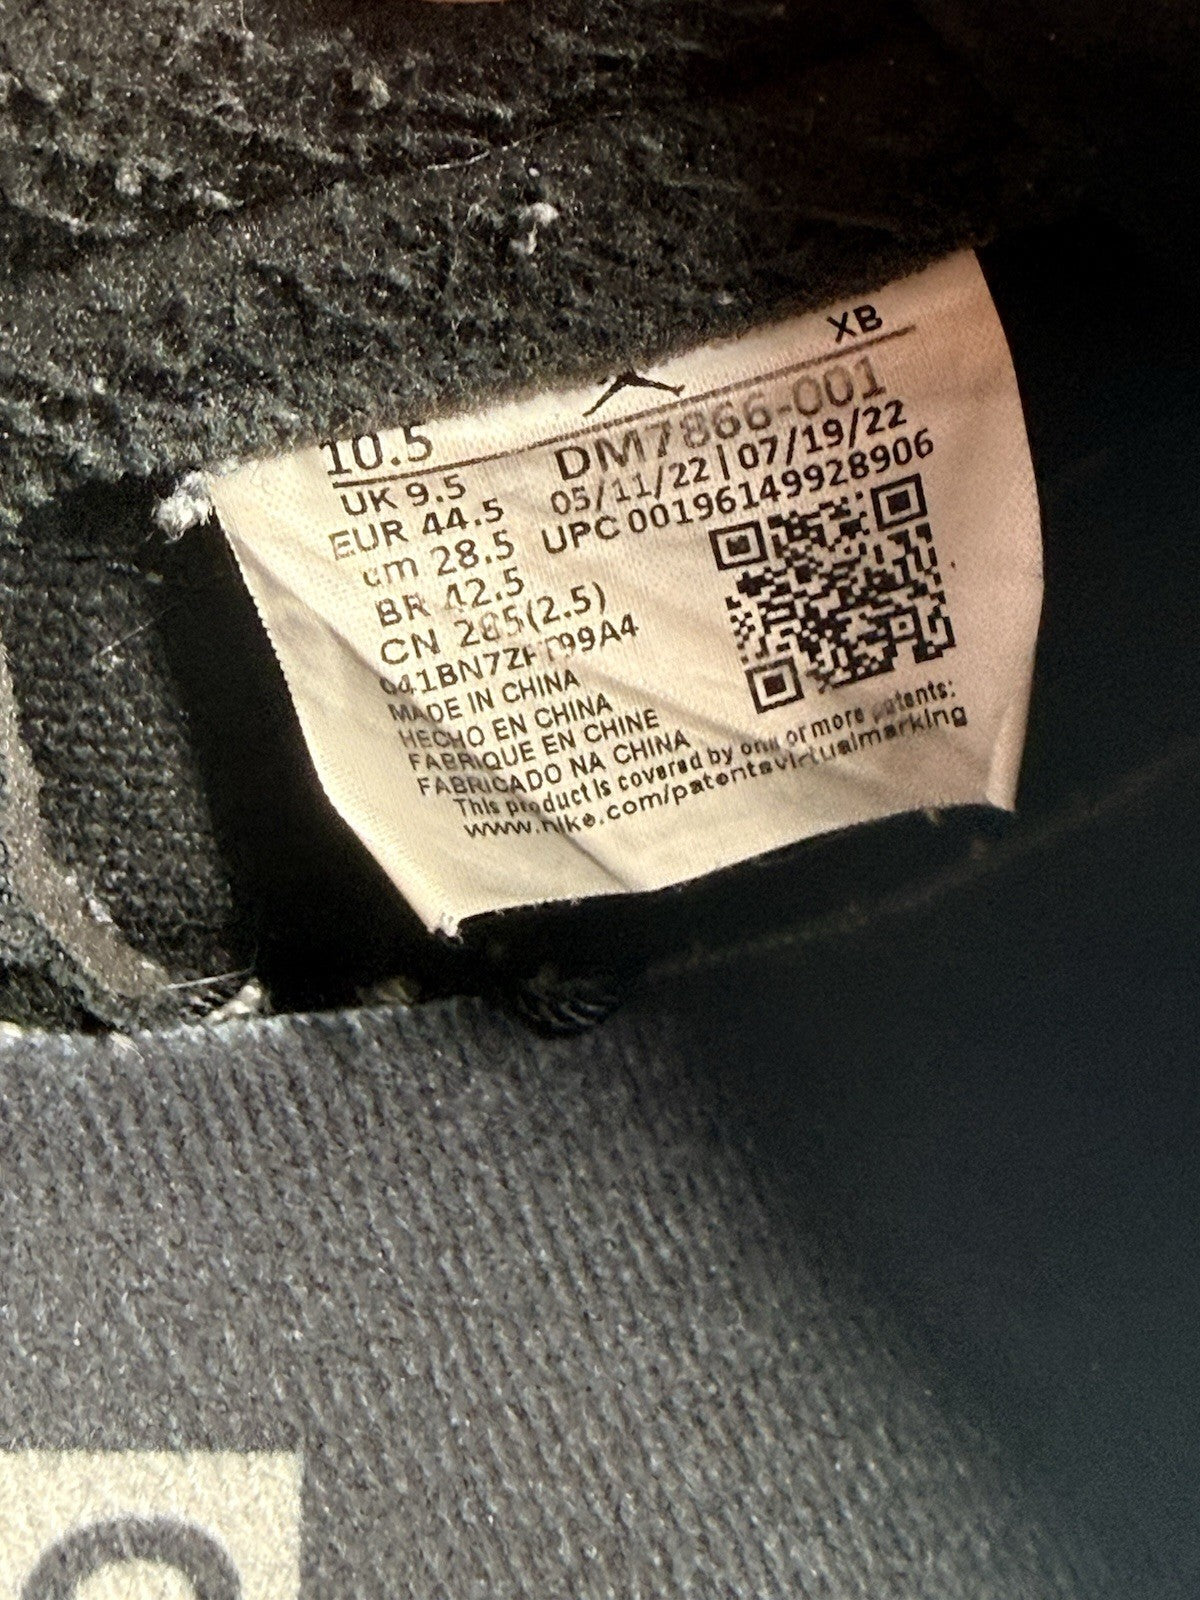 XB
10.5
DM7866-001
UK 9.5
05/11/22 | 07/19/22
EUR 44.5
UPC 00196149928906
cm 28.5
BR 42.5
CN 285(2.5)
MADE IN CHINA
HECHO EN CHINA
FABRIQUE EN CHINE
FABRICADO NA CHINA
This product is covered by one or more patents:
www.nike.com/patentsvirtualmarking